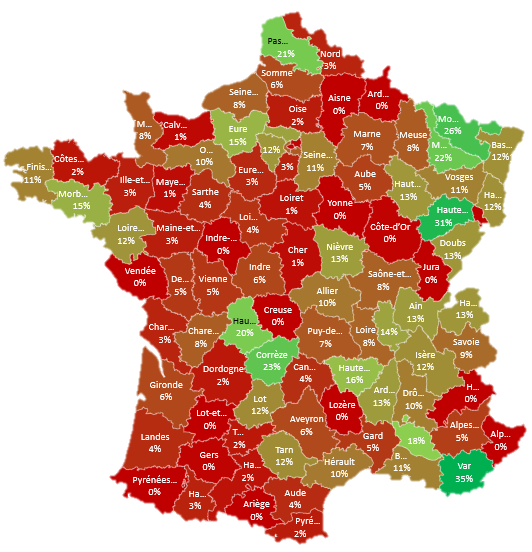 Pas...
21%
Nord
3%
Somme
6%
Aisne
0%
Ard...
0%
Seine...
8%
Oise
2%
M...
8%
Calv...
1%
Eure
15%
12%
3%
Seine...
11%
Marne
7%
Meuse
8%
Mo...
26%
M...
22%
Bas...
12%
O...
10%
Finis...
11%
Côtes...
2%
Ille-et...
3%
Maye...
1%
Sarthe
4%
Eure...
3%
Aube
5%
Haut...
13%
Vosges
11%
Ha...
12%
Morb...
15%
Loiret
1%
Yonne
0%
Haute...
31%
Loire...
12%
Maine-et...
3%
Indre-...
0%
Loi...
4%
Cher
1%
Nièvre
13%
Côte-d'Or
0%
Doubs
13%
Vendée
0%
De...
5%
Vienne
5%
Indre
6%
Allier
10%
Saône-et...
8%
Jura
0%
Char...
3%
Chare...
8%
Hau...
20%
Creuse
0%
Puy-de...
7%
Loire
8%
14%
Ain
13%
Ha...
13%
Savoie
9%
Isère
12%
Corrèze
23%
Dordogne
2%
Can...
4%
Haute...
16%
Gironde
6%
Lot
12%
Lozère
0%
Ard...
13%
Drô...
10%
H...
0%
Lot-et...
0%
Aveyron
6%
Alpes...
5%
Alp...
0%
Landes
4%
T...
2%
Tarn
12%
Gard
5%
18%
Gers
0%
Ha...
2%
Hérault
10%
B...
11%
Var
35%
Pyrénées...
0%
Ha...
3%
Ariège
0%
Aude
4%
Pyré...
2%